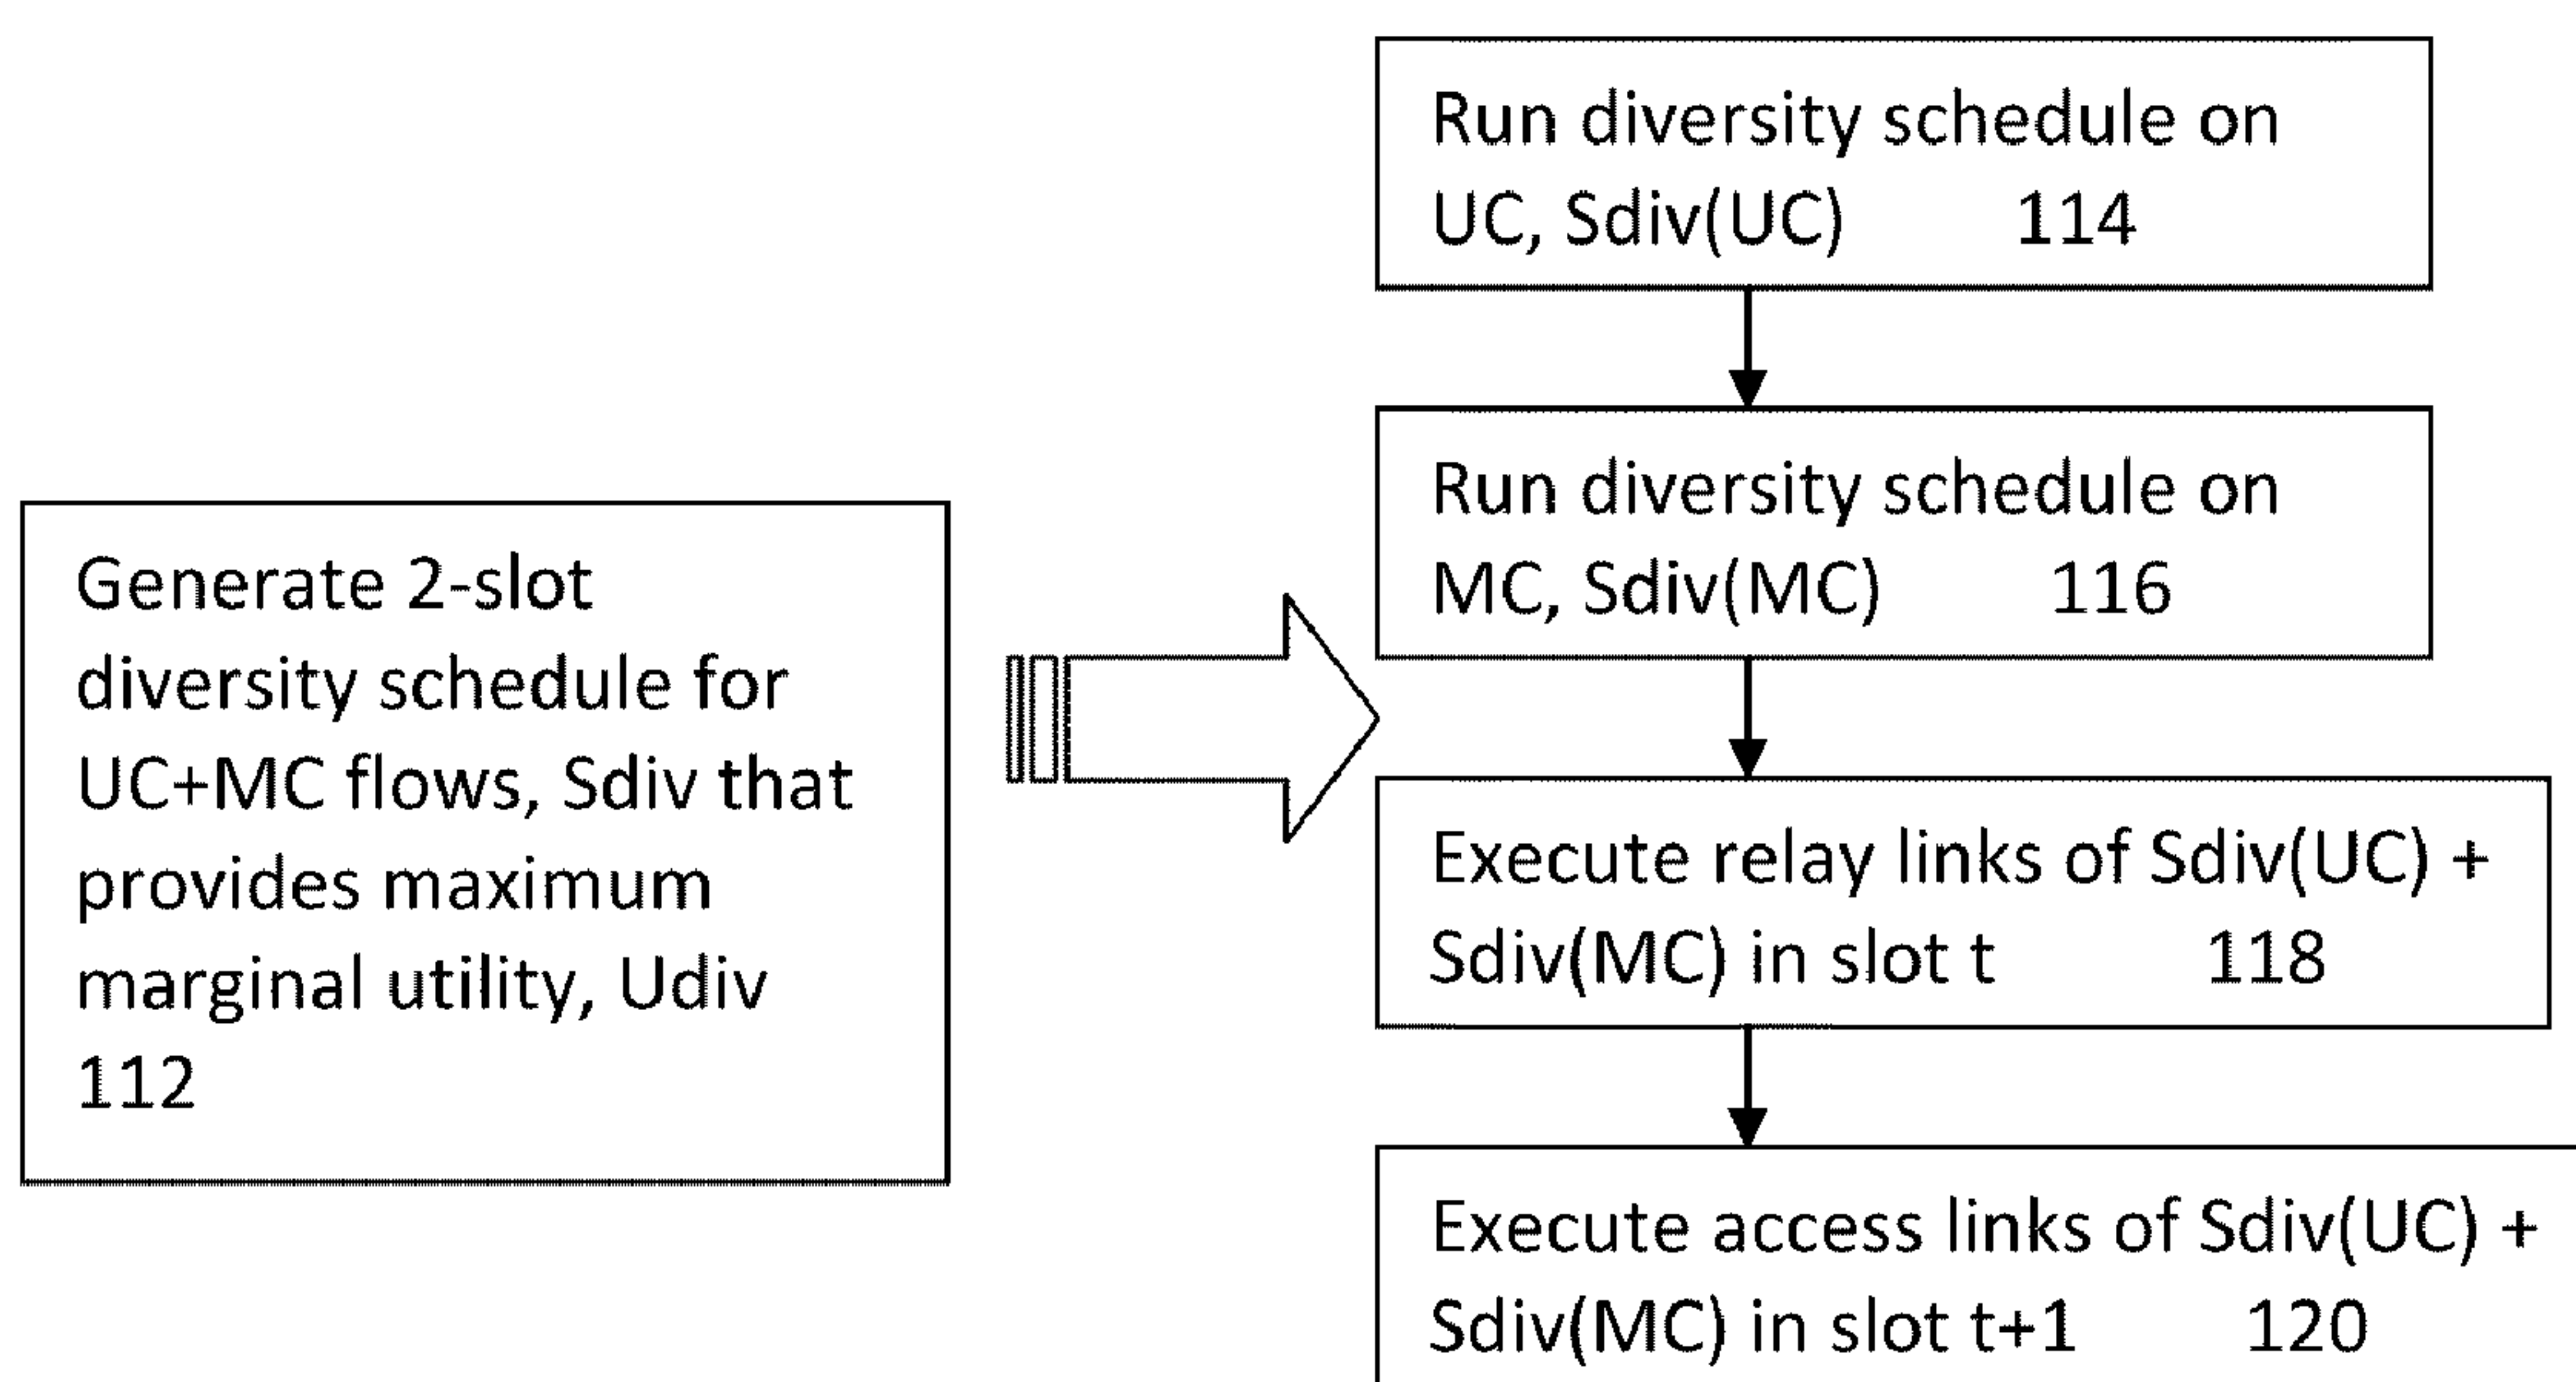 Generate 2-slot
diversity schedule for
UC+MC flows, Sdiv that
provides maximum
marginal utility, Udiv
112
Run diversity schedule on
UC, Sdiv(UC) 114
Run diversity schedule on
MC, Sdiv(MC) 116
Execute relay links of Sdiv(UC) +
Sdiv(MC) in slot t 118
Execute access links of Sdiv(UC) +
Sdiv(MC) in slot t+1 120